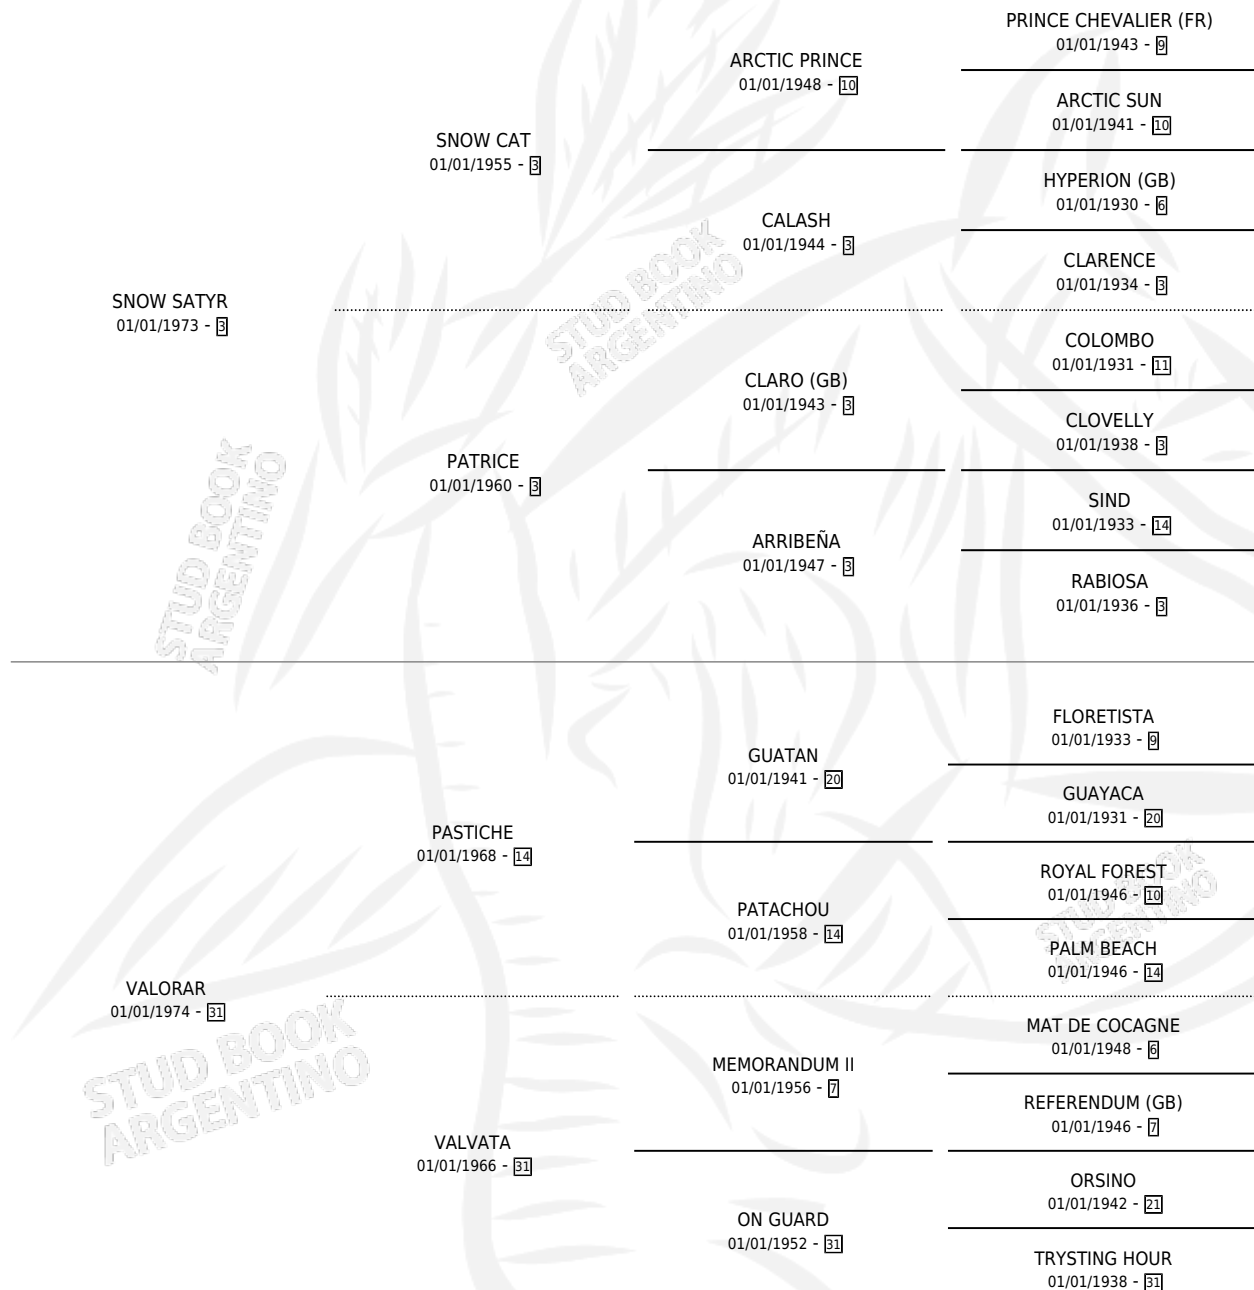 PRINCE CHEVALIER (FR)
01/01/1943 - 9
ARCTIC PRINCE
01/01/1948 - 10
ARCTIC SUN
01/01/1941 - 10
SNOW CAT
01/01/1955 - 3
HYPERION (GB)
01/01/1930 - 6
CALASH
01/01/1944 - 3
CLARENCE
01/01/1934 - 3
SNOW SATYR
01/01/1973 - 3
COLOMBO
01/01/1931 - 11
CLARO (GB)
01/01/1943 - 3
CLOVELLY
01/01/1938 - 3
PATRICE
01/01/1960 - 3
SIND
01/01/1933 - 14
ARRIBEÑA
01/01/1947 - 3
RABIOSA
01/01/1936 - 3
FLORETISTA
01/01/1933 - 9
GUATAN
01/01/1941 - 20
GUAYACA
01/01/1931 - 20
PASTICHE
01/01/1968 - 14
ROYAL FOREST
01/01/1946 - 10
PATACHOU
01/01/1958 - 14
PALM BEACH
01/01/1946 - 14
VALORAR
01/01/1974 - 31
MAT DE COCAGNE
01/01/1948 - 6
MEMORANDUM II
01/01/1956 - 7
REFERENDUM (GB)
01/01/1946 - 7
VALVATA
01/01/1966 - 31
ORSINO
01/01/1942 - 21
ON GUARD
01/01/1952 - 31
TRYSTING HOUR
01/01/1938 - 31
STUD BOOK
ARGENTINO
STUD BOOK
ARGENTINO
STUD BOOK
ARGENTINO
STUD BOOK
ARGENTINO